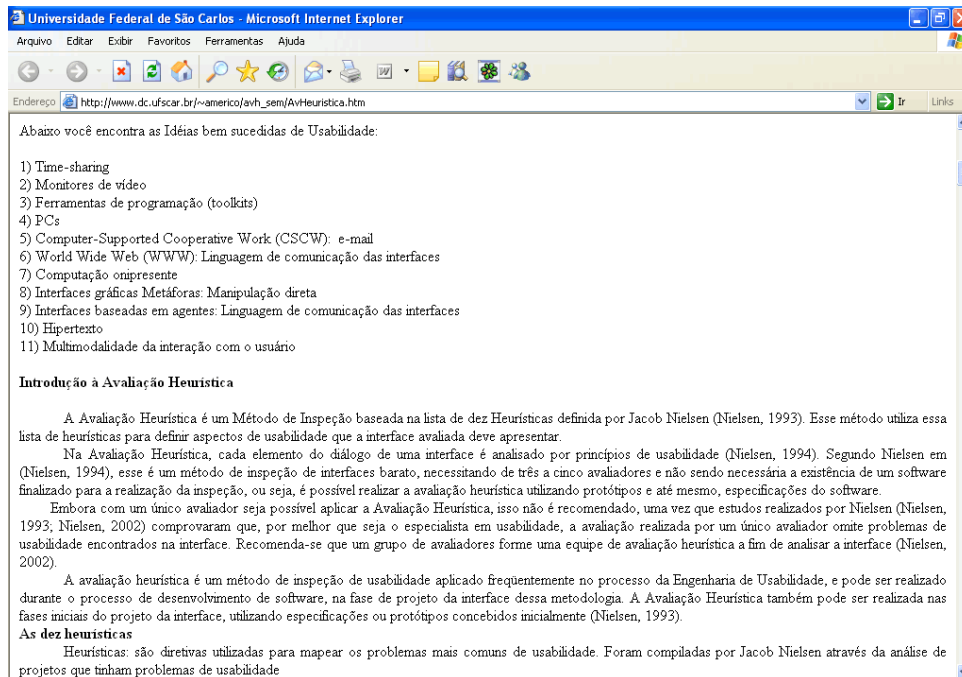 Universidade Federal de São Carlos - Microsoft Internet Explorer
Arquivo Editar Exibir Favoritos Ferramentas Ajuda
Endereço http://www.dc.ufscar.br/~americo/avh_sem/AvHeuristica.htm Ir Links
Abaixo você encontra as Idéias bem sucedidas de Usabilidade:
1) Time-sharing
2) Monitores de vídeo
3) Ferramentas de programação (toolkits)
4) PCs
5) Computer-Supported Cooperative Work (CSCW): e-mail
6) World Wide Web (WWW): Linguagem de comunicação das interfaces
7) Computação onipresente
8) Interfaces gráficas Metáforas: Manipulação direta
9) Interfaces baseadas em agentes: Linguagem de comunicação das interfaces
10) Hipertexto
11) Multimodalidade da interação com o usuário
Introdução à Avaliação Heurística
A Avaliação Heurística é um Método de Inspeção baseada na lista de dez Heurísticas definida por Jacob Nielsen (Nielsen, 1993). Esse método utiliza essa
lista de heurísticas para definir aspectos de usabilidade que a interface avaliada deve apresentar.
Na Avaliação Heurística, cada elemento do diálogo de uma interface é analisado por princípios de usabilidade (Nielsen, 1994). Segundo Nielsen em
(Nielsen, 1994), esse é um método de inspeção de interfaces barato, necessitando de três a cinco avaliadores e não sendo necessária a existência de um software
finalizado para a realização da inspeção, ou seja, é possível realizar a avaliação heurística utilizando protótipos e até mesmo, especificações do software.
Embora com um único avaliador seja possível aplicar a Avaliação Heurística, isso não é recomendado, uma vez que estudos realizados por Nielsen (Nielsen,
1993; Nielsen, 2002) comprovaram que, por melhor que seja o especialista em usabilidade, a avaliação realizada por um único avaliador omite problemas de
usabilidade encontrados na interface. Recomenda-se que um grupo de avaliadores forme uma equipe de avaliação heurística a fim de analisar a interface (Nielsen,
2002).
A avaliação heurística é um método de inspeção de usabilidade aplicado freqüentemente no processo da Engenharia de Usabilidade, e pode ser realizado
durante o processo de desenvolvimento de software, na fase de projeto da interface dessa metodologia. A Avaliação Heurística também pode ser realizada nas
fases iniciais do projeto da interface, utilizando especificações ou protótipos concebidos inicialmente (Nielsen, 1993).
As dez heurísticas
Heurísticas: são diretivas utilizadas para mapear os problemas mais comuns de usabilidade. Foram compiladas por Jacob Nielsen através da análise de
projetos que tinham problemas de usabilidade